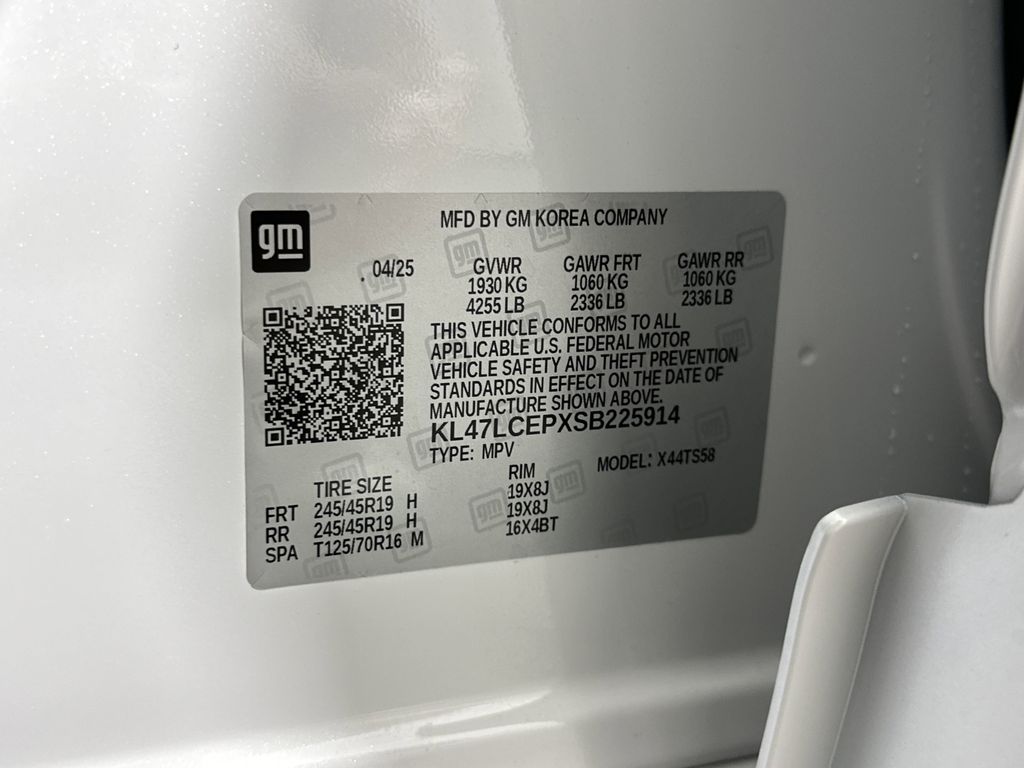 gm
MFD BY GM KOREA COMPANY
04/25
GVWR GAWR FRT GAWR RR
1930 KG 1060 KG 1060 KG
4255 LB 2336 LB 2336 LB
THIS VEHICLE CONFORMS TO ALL
APPLICABLE U.S. FEDERAL MOTOR
VEHICLE SAFETY AND THEFT PREVENTION
STANDARDS IN EFFECT ON THE DATE OF
MANUFACTURE SHOWN ABOVE.
KL47LCEPXSB225914
TYPE: MPV MODEL: X44TS58
TIRE SIZE RIM
FRT 245/45R19 H 19X8J
RR 245/45R19 H 19X8J
SPA T125/70R16 M 16X4BT